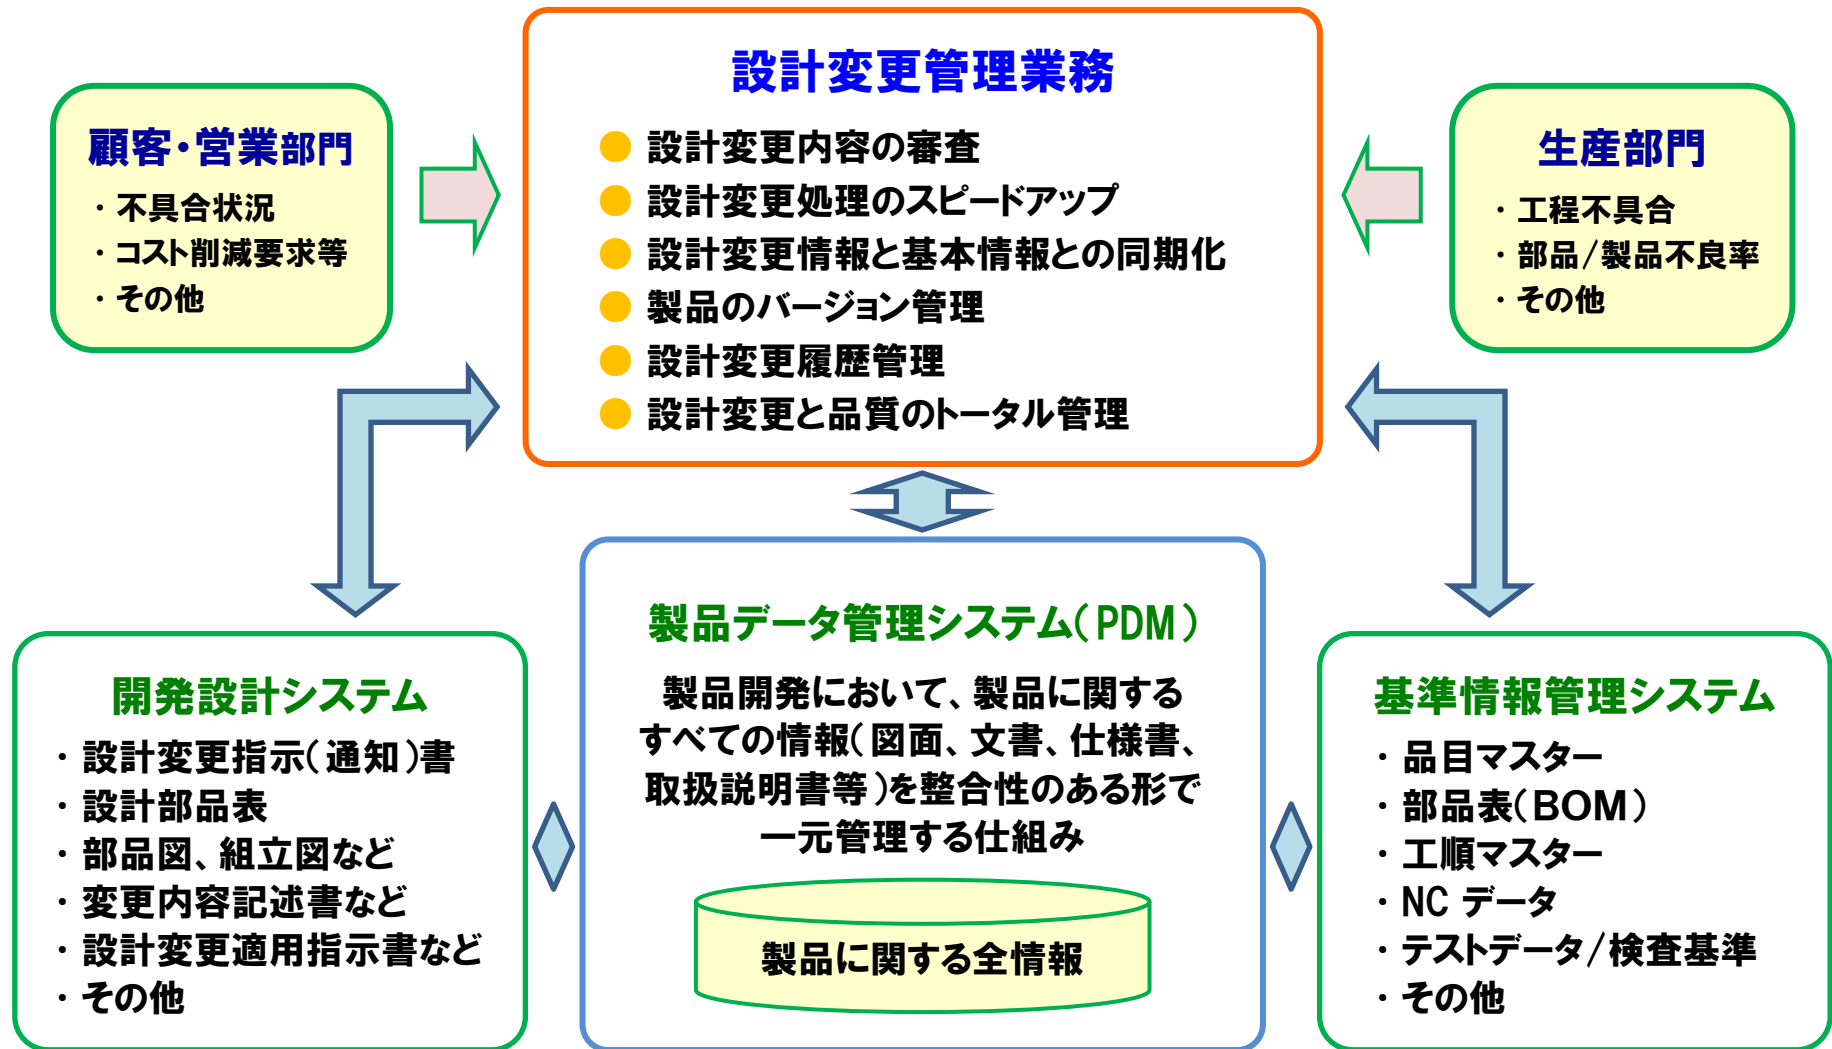 設計変更管理業務
● 設計変更内容の審査
● 設計変更処理のスピードアップ
● 設計変更情報と基本情報との同期化
● 製品のバージョン管理
● 設計変更履歴管理
● 設計変更と品質のトータル管理
顧客・営業部門
・不具合状況
・コスト削減要求等
・その他
生産部門
・工程不具合
・部品/製品不良率
・その他
開発設計システム
・設計変更指示(通知)書
・設計部品表
・部品図、組立図など
・変更内容記述書など
・設計変更適用指示書など
・その他
製品データ管理システム(PDM)
製品開発において、製品に関する
すべての情報(図面、文書、仕様書、
取扱説明書等)を整合性のある形で
一元管理する仕組み
製品に関する全情報
基準情報管理システム
・品目マスター
・部品表(BOM)
・工順マスター
・NC データ
・テストデータ/検査基準
・その他